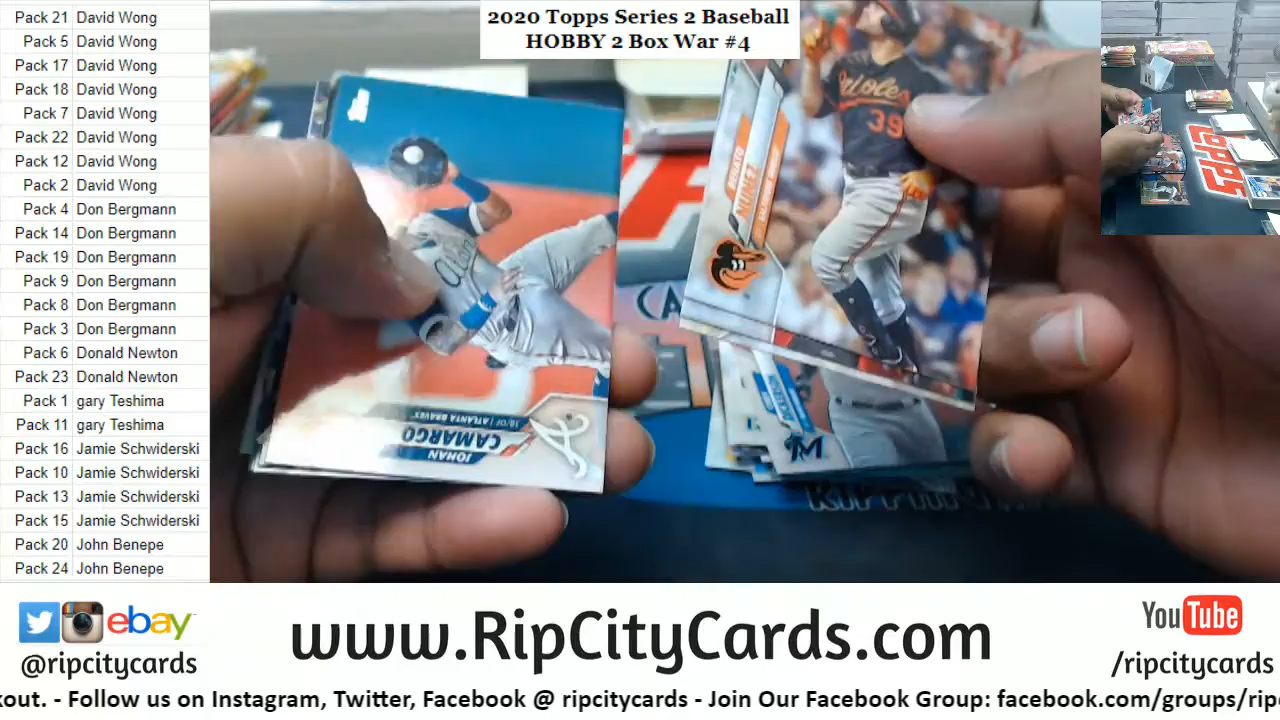 Pack 21 David Wong
Pack 5 David Wong
Pack 17 David Wong
Pack 18 David Wong
Pack 7 David Wong
Pack 22 David Wong
Pack 12 David Wong
Pack 2 David Wong
Pack 4 Don Bergmann
Pack 14 Don Bergmann
Pack 19 Don Bergmann
Pack 9 Don Bergmann
Pack 8 Don Bergmann
Pack 3 Don Bergmann
Pack 6 Donald Newton
Pack 23 Donald Newton
Pack 1 gary Teshima
Pack 11 gary Teshima
Pack 16 Jamie Schwiderski
Pack 10 Jamie Schwiderski
Pack 13 Jamie Schwiderski
Pack 15 Jamie Schwiderski
Pack 20 John Benepe
Pack 24 John Benepe
2020 Topps Series 2 Baseball
HOBBY 2 Box War #4
Orioles
39
RENATO
NUÑEZ
JOHAN
CAMARGO
ATLANTA BRAVES
TOPPS
ebay
@ripcitycards
www.RipCityCards.com
YouTube
/ripcitycards
kout. - Follow us on Instagram, Twitter, Facebook @ ripcitycards - Join Our Facebook Group: facebook.com/groups/rip